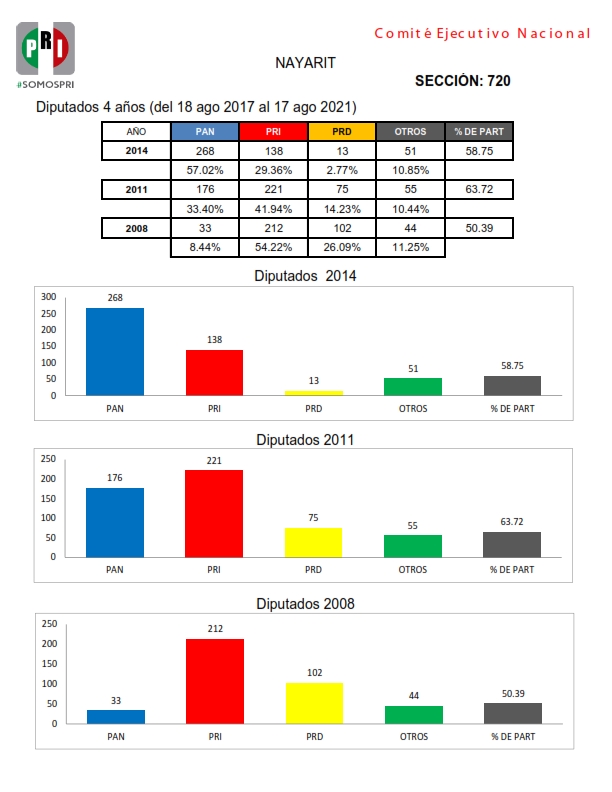 Comité Ejecutivo Nacional
PRI
#SOMOSPRI
NAYARIT
SECCIÓN: 720
Diputados 4 años (del 18 ago 2017 al 17 ago 2021)
AÑO PAN PRI PRD OTROS % DE PART
2014 268 138 13 51 58.75
57.02% 29.36% 2.77% 10.85%
2011 176 221 75 55 63.72
33.40% 41.94% 14.23% 10.44%
2008 33 212 102 44 50.39
8.44% 54.22% 26.09% 11.25%
Diputados 2014
300
250
200
150
100
50
0
268
138
13
51
58.75
PAN PRI PRD OTROS % DE PART
Diputados 2011
250
200
150
100
50
0
176
221
75
55
63.72
PAN PRI PRD OTROS % DE PART
Diputados 2008
250
200
150
100
50
0
33
212
102
44
50.39
PAN PRI PRD OTROS % DE PART